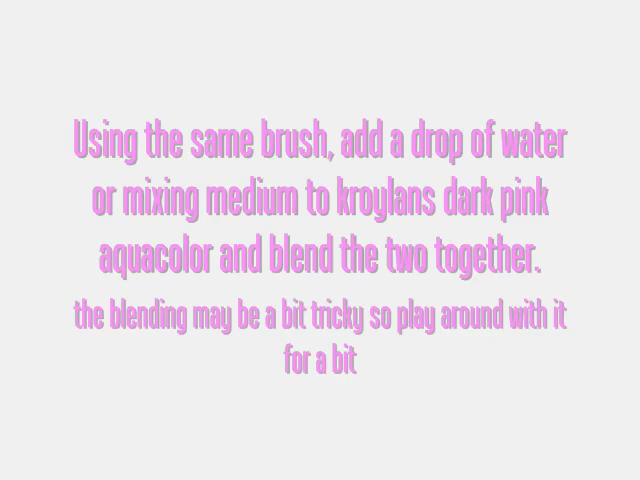 Using the same brush, add a drop of water
or mixing medium to kroylans dark pink
aquacolor and blend the two together.
the blending may be a bit tricky so play around with it
for a bit